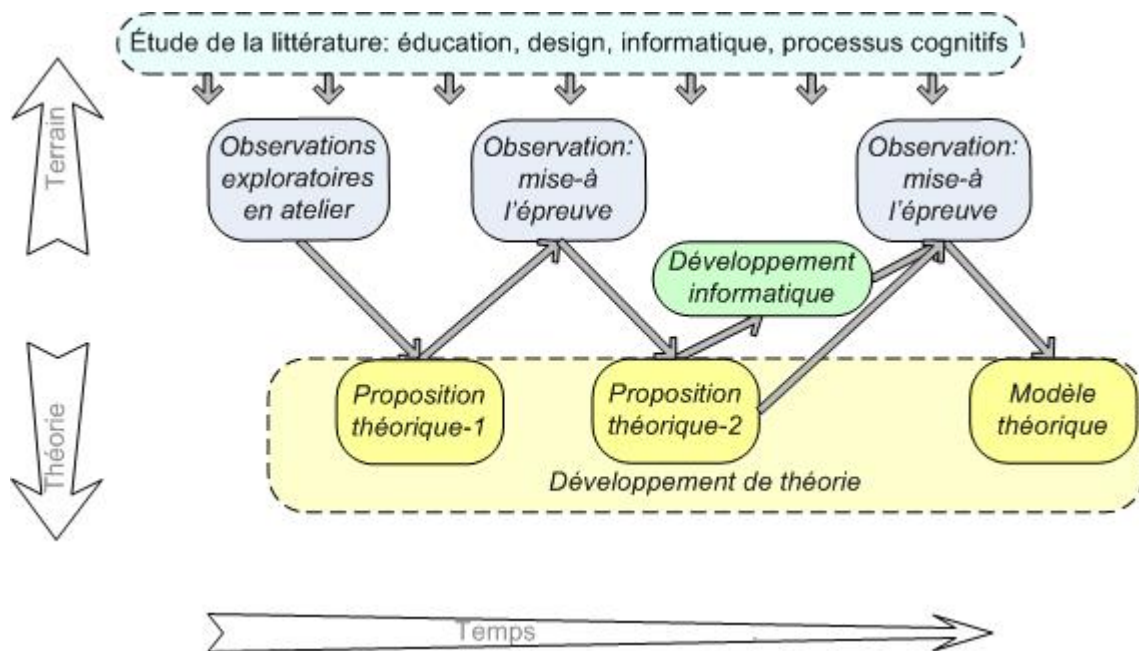 Étude de la littérature: éducation, design, informatique, processus cognitifs
Terrain
Observations
exploratoires
en atelier
Observation:
mise-à
l'épreuve
Observation:
mise-à
l'épreuve
Développement
informatique
Théorie
Proposition
théorique-1
Proposition
théorique-2
Modèle
théorique
Développement de théorie
Temps